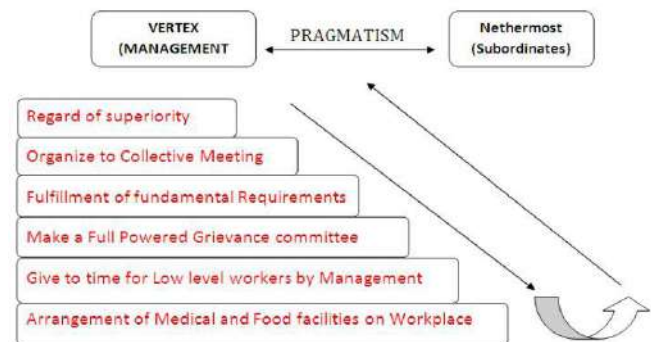 VERTEX
(MANAGEMENT
PRAGMATISM
Nethermost
(Subordinates)
Regard of superiority
Organize to Collective Meeting
Fulfillment of fundamental Requirements
Make a Full Powered Grievance committee
Give to time for Low level workers by Management
Arrangement of Medical and Food facilities on Workplace